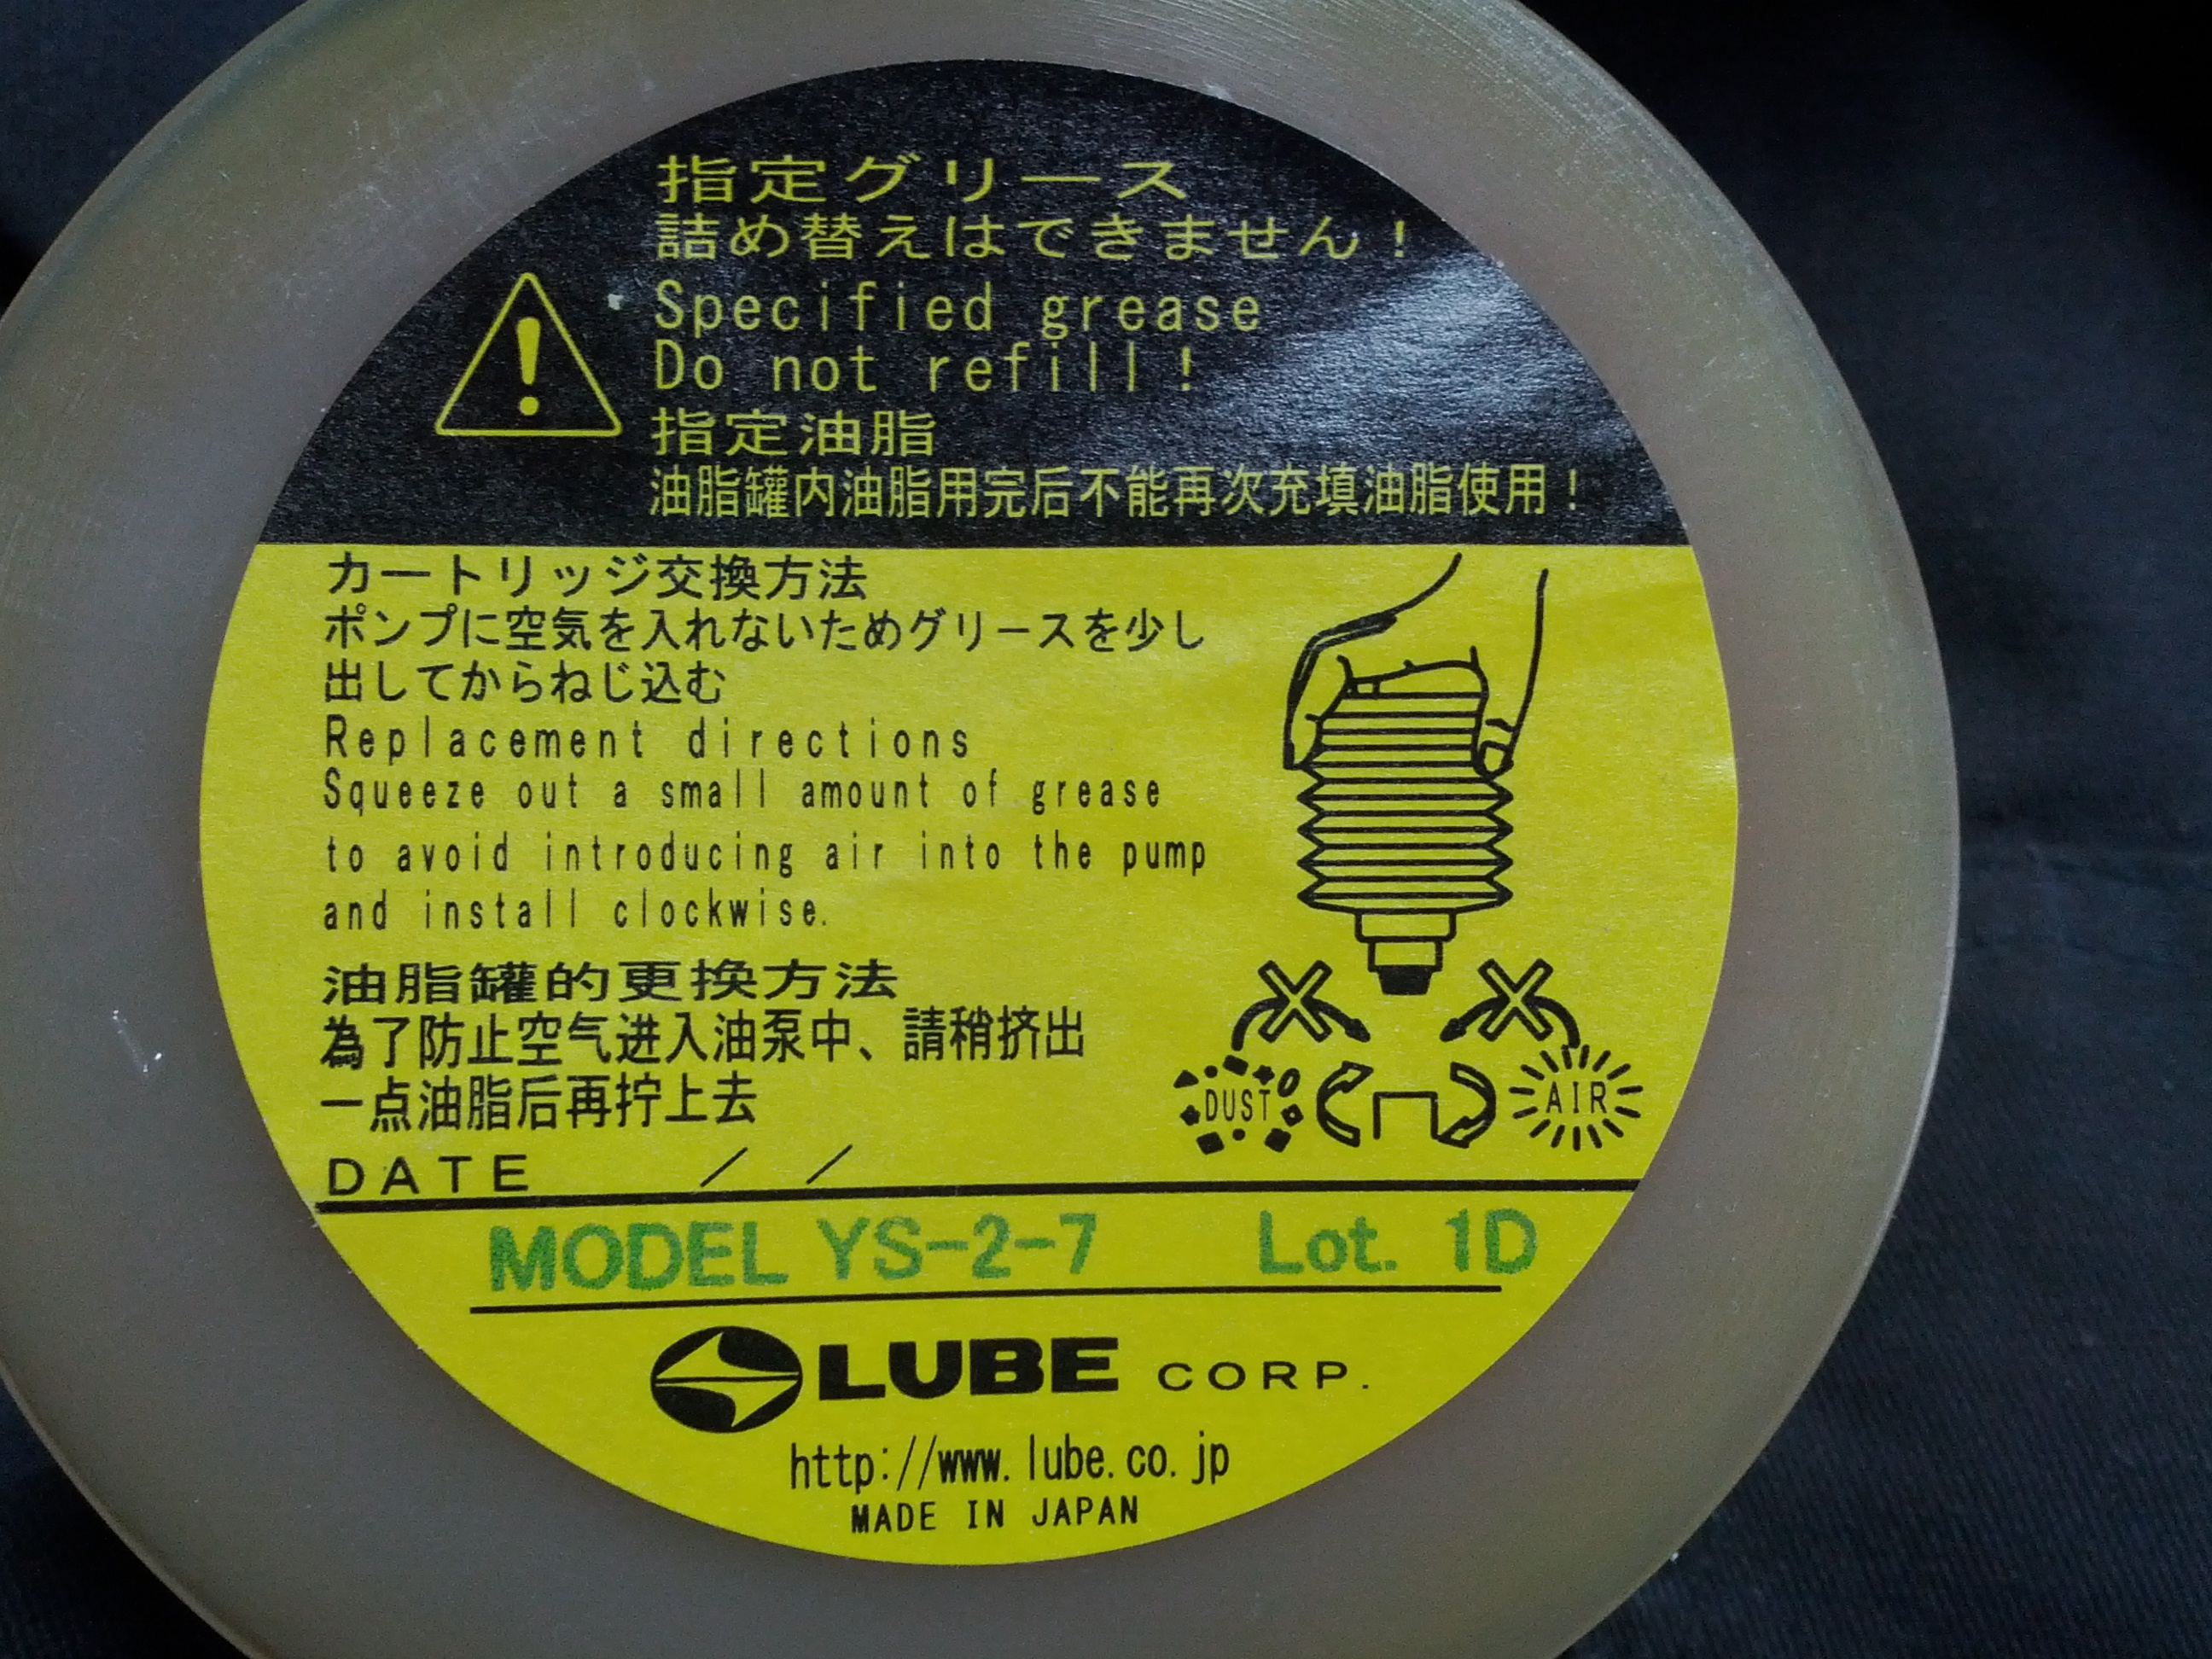 指定グリース
詰め替えはできません！
Specified grease
Do not refill！
指定油脂
油脂罐内油脂用完后不能再次充填油脂使用！
カートリッジ交換方法
ポンプに空気を入れないためグリースを少し
出してからねじ込む
Replacement directions
Squeeze out a small amount of grease
to avoid introducing air into the pump
and install clockwise.
油脂罐的更换方法
為了防止空气进入油泵中、請稍挤出
一点油脂后再拧上去
DUST
AIR
DATE / /
MODEL YS-2-7 Lot. 1D
LUBE CORP.
http://www.lube.co.jp
MADE IN JAPAN